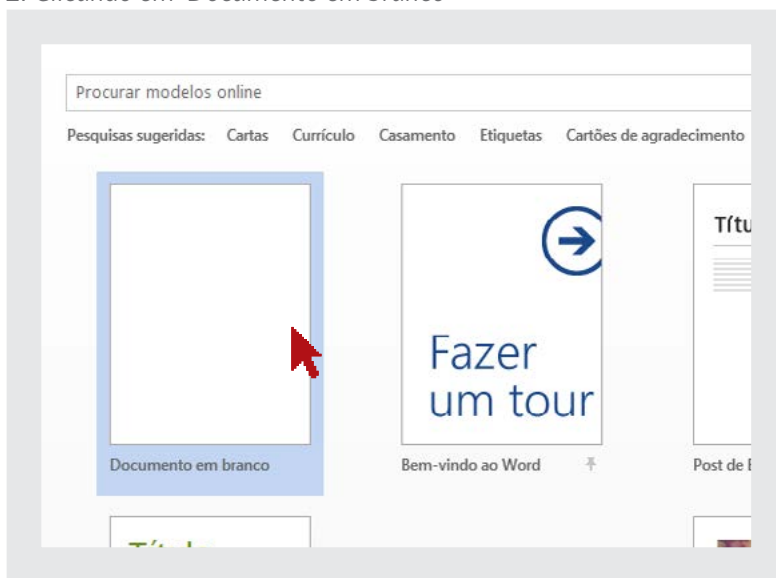 Procurar modelos online
Pesquisas sugeridas: Cartas Currículo Casamento Etiquetas Cartões de agradecimento
Títu
Fazer
um tour
Documento em branco
Bem-vindo ao Word
Post de